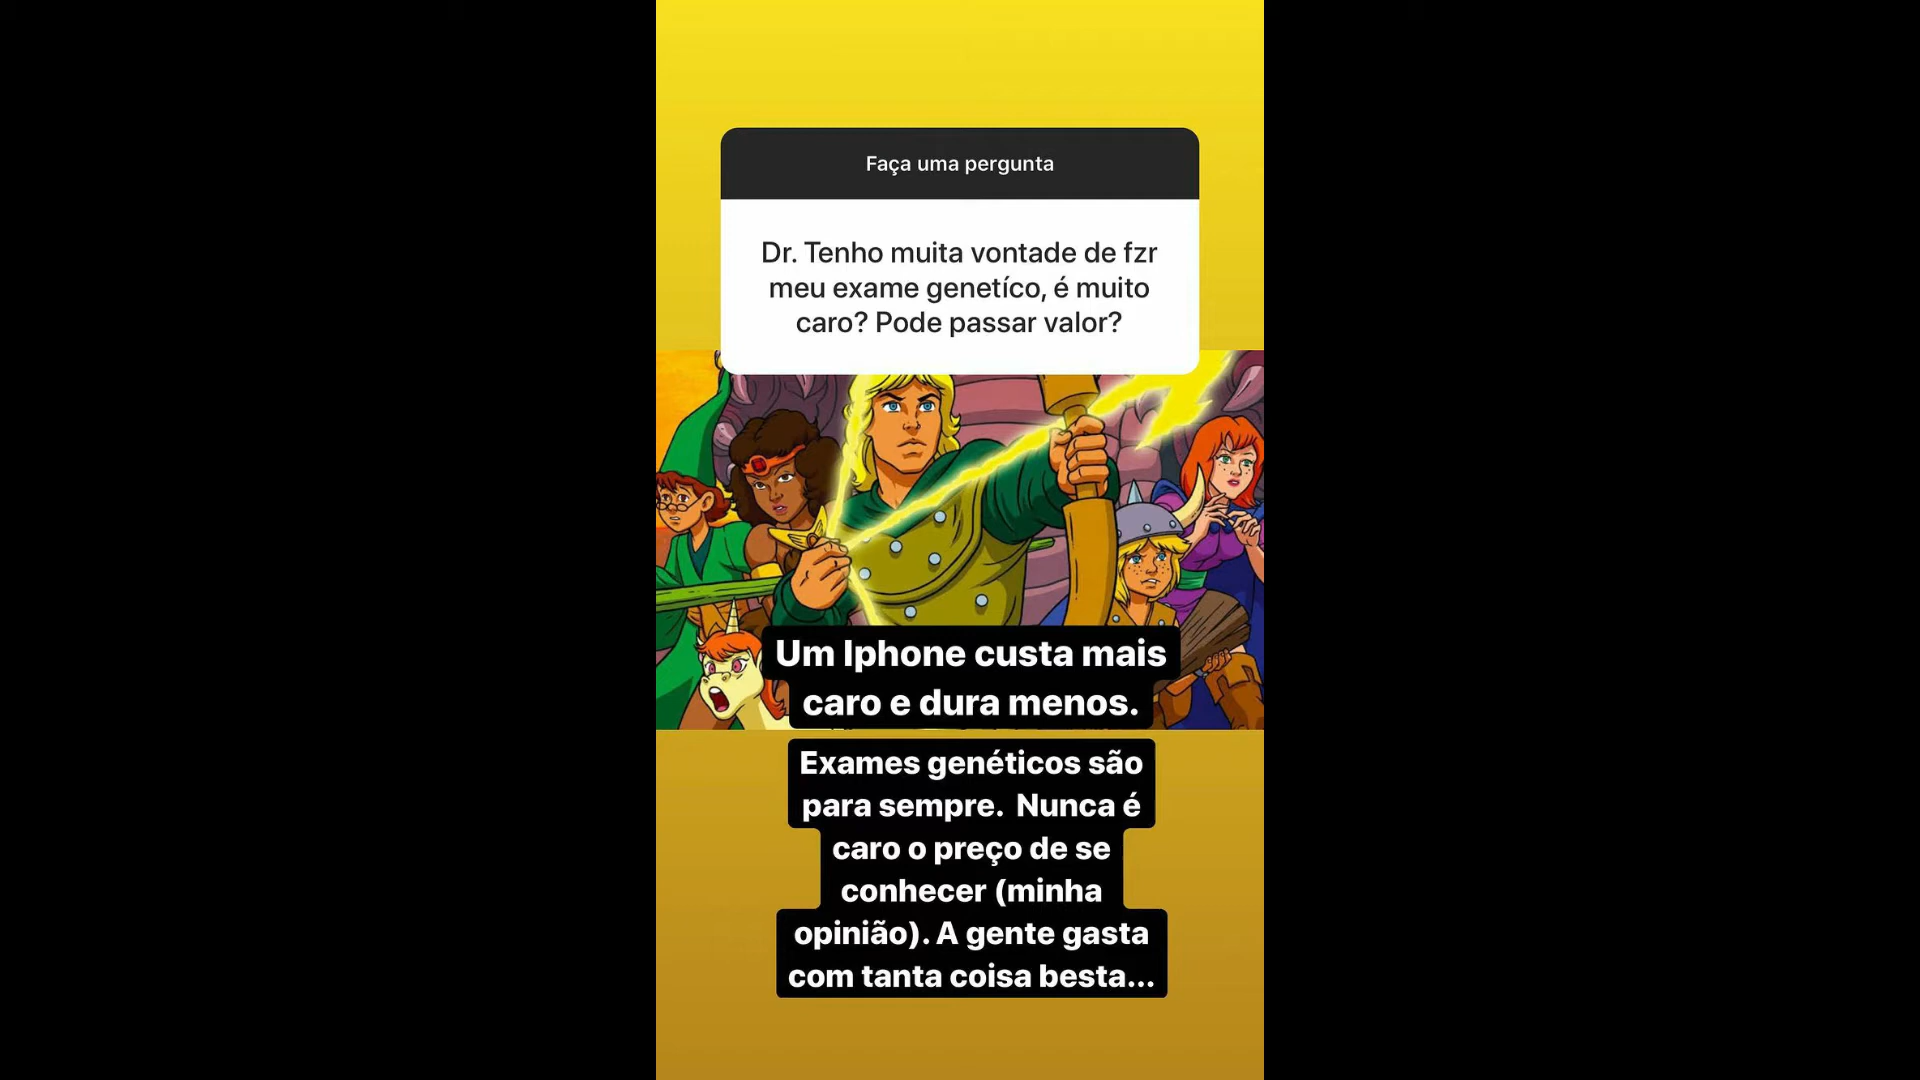 Faça uma pergunta
Dr. Tenho muita vontade de fzr
meu exame genetíco, é muito
caro? Pode passar valor?
Um Iphone custa mais
caro e dura menos.
Exames genéticos são
para sempre.  Nunca é
caro o preço de se
conhecer (minha
opinião). A gente gasta
com tanta coisa besta...